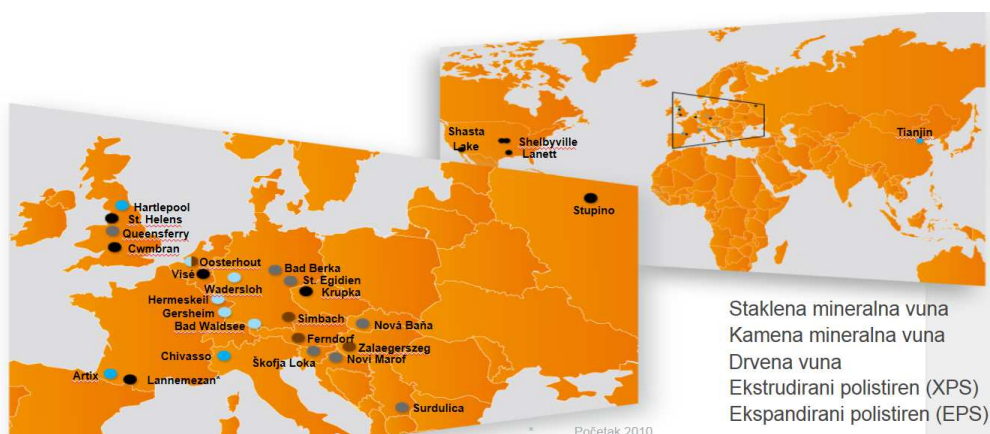 Shasta
Lake
Shelbyville
Lanett
Tianjin
Hartlepool
St. Helens
Queensferry
Cwmbran
Stupino
Oosterhout
Visé
Bad Berka
St. Egidien
Wadersloh
Krupka
Hermeskeil
Gersheim
Bad Waldsee
Simbach
Nová Baňa
Ferndorf
Zalaegerszeg
Chivasso
Škofja Loka
Novi Marof
Artix
Lannemezan*
Surdulica
Staklena mineralna vuna
Kamena mineralna vuna
Drvena vuna
Ekstrudirani polistiren (XPS)
Ekspandirani polistiren (EPS)
* Početak 2010